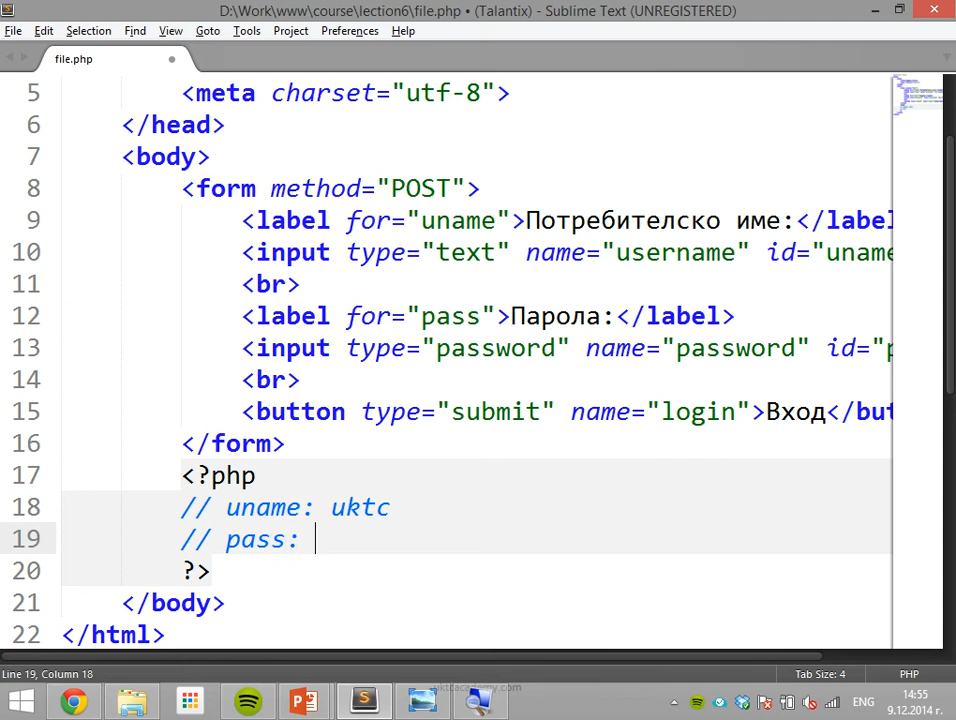 D:\Work\www\course\lection6\file.php • (Talantix) - Sublime Text (UNREGISTERED)
File Edit Selection Find View Goto Tools Project Preferences Help
file.php
5 <meta charset="utf-8">
6 </head>
7 <body>
8 <form method="POST">
9 <label for="uname">Потребителско име:</label
10 <input type="text" name="username" id="uname
11 <br>
12 <label for="pass">Парола:</label>
13 <input type="password" name="password" id="p
14 <br>
15 <button type="submit" name="login">Вход</but
16 </form>
17 <?php
18 // uname: uktc
19 // pass:
20 ?>
21 </body>
22 </html>
Line 19, Column 18 Tab Size: 4 PHP
uktcacademy.com
ENG 14:55
9.12.2014 г.